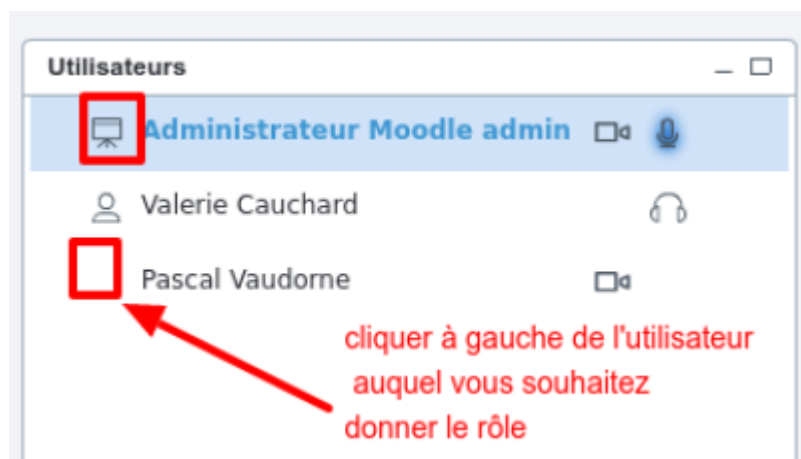 Utilisateurs
Administrateur Moodle admin
Valerie Cauchard
Pascal Vaudorne
cliquer à gauche de l'utilisateur
auquel vous souhaitez
donner le rôle